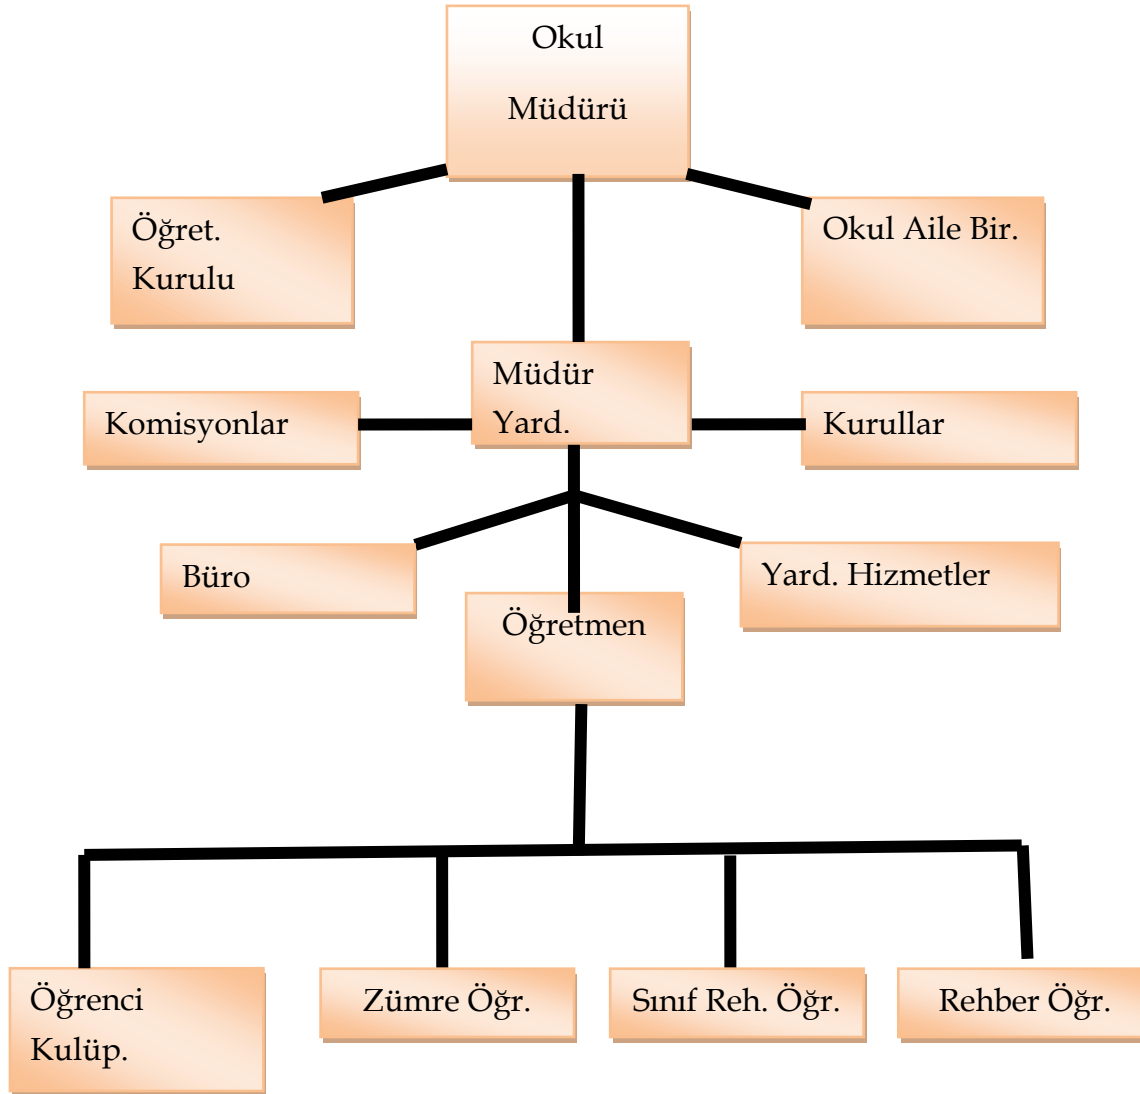 Okul
Müdürü
Öğret.
Kurulu
Okul Aile Bir.
Müdür
Yard.
Komisyonlar
Kurullar
Büro
Yard. Hizmetler
Öğretmen
Öğrenci
Kulüp.
Zümre Öğr.
Sınıf Reh. Öğr.
Rehber Öğr.